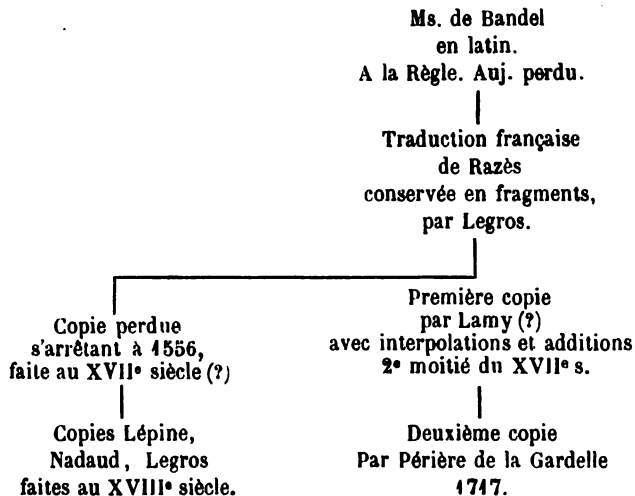 Ms. de Bandel
en latin.
A la Règle. Auj. perdu.
Traduction française
de Razès
conservée en fragments,
par Legros.
Copie perdue
s'arrêtant à 1556,
faite au XVIIe siècle (?)
Copies Lépine,
Nadaud, Legros
faites au XVIIIe siècle.
Première copie
par Lamy (?)
avec interpolations et additions
2e moitié du XVIIe s.
Deuxième copie
Par Périère de la Gardelle
1717.